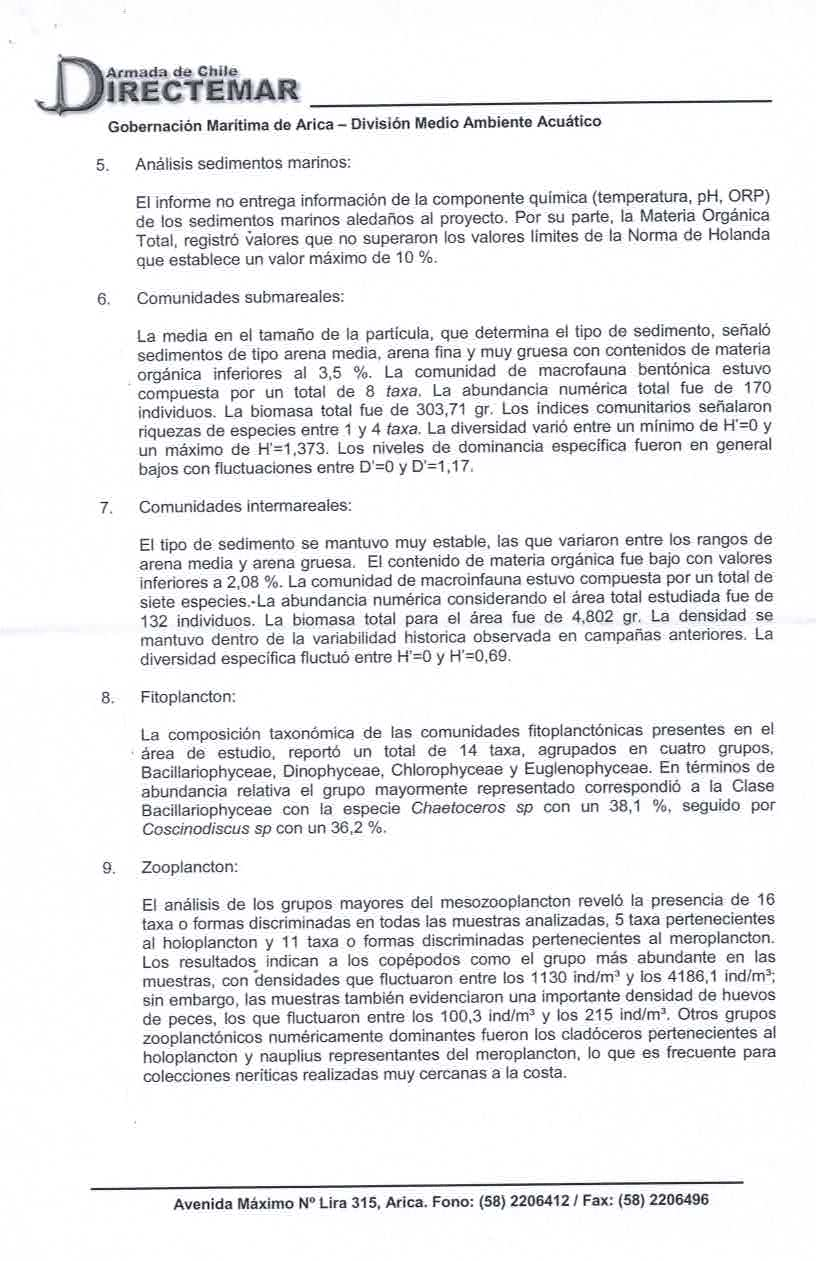 Armada de Chile
DIRECTEMAR
Gobernación Marítima de Arica – División Medio Ambiente Acuático
5. Análisis sedimentos marinos:
El informe no entrega información de la componente química (temperatura, pH, ORP)
de los sedimentos marinos aledaños al proyecto. Por su parte, la Materia Orgánica
Total, registró valores que no superaron los valores límites de la Norma de Holanda
que establece un valor máximo de 10 %.
6. Comunidades submareales:
La media en el tamaño de la partícula, que determina el tipo de sedimento, señaló
sedimentos de tipo arena media, arena fina y muy gruesa con contenidos de materia
orgánica inferiores al 3,5 %. La comunidad de macrofauna bentónica estuvo
compuesta por un total de 8 taxa. La abundancia numérica total fue de 170
individuos. La biomasa total fue de 303,71 gr. Los índices comunitarios señalaron
riquezas de especies entre 1 y 4 taxa. La diversidad varió entre un mínimo de H'=0 y
un máximo de H'=1,373. Los niveles de dominancia específica fueron en general
bajos con fluctuaciones entre D'=0 y D'=1,17.
7. Comunidades intermareales:
El tipo de sedimento se mantuvo muy estable, las que variaron entre los rangos de
arena media y arena gruesa. El contenido de materia orgánica fue bajo con valores
inferiores a 2,08 %. La comunidad de macroinfauna estuvo compuesta por un total de
siete especies.-La abundancia numérica considerando el área total estudiada fue de
132 individuos. La biomasa total para el área fue de 4,802 gr. La densidad se
mantuvo dentro de la variabilidad historica observada en campañas anteriores. La
diversidad específica fluctuó entre H'=0 y H'=0,69.
8. Fitoplancton:
La composición taxonómica de las comunidades fitoplanctónicas presentes en el
área de estudio, reportó un total de 14 taxa, agrupados en cuatro grupos,
Bacillariophyceae, Dinophyceae, Chlorophyceae y Euglenophyceae. En términos de
abundancia relativa el grupo mayormente representado correspondió a la Clase
Bacillariophyceae con la especie Chaetoceros sp con un 38,1 %, seguido por
Coscinodiscus sp con un 36,2 %.
9. Zooplancton:
El análisis de los grupos mayores del mesozooplancton reveló la presencia de 16
taxa o formas discriminadas en todas las muestras analizadas, 5 taxa pertenecientes
al holoplancton y 11 taxa o formas discriminadas pertenecientes al meroplancton.
Los resultados indican a los copépodos como el grupo más abundante en las
muestras, con densidades que fluctuaron entre los 1130 ind/m³ y los 4186,1 ind/m³;
sin embargo, las muestras también evidenciaron una importante densidad de huevos
de peces, los que fluctuaron entre los 100,3 ind/m³ y los 215 ind/m³. Otros grupos
zooplanctónicos numéricamente dominantes fueron los cladóceros pertenecientes al
holoplancton y nauplius representantes del meroplancton, lo que es frecuente para
colecciones neríticas realizadas muy cercanas a la costa.
Avenida Máximo Nº Lira 315, Arica. Fono: (58) 2206412 / Fax: (58) 2206496